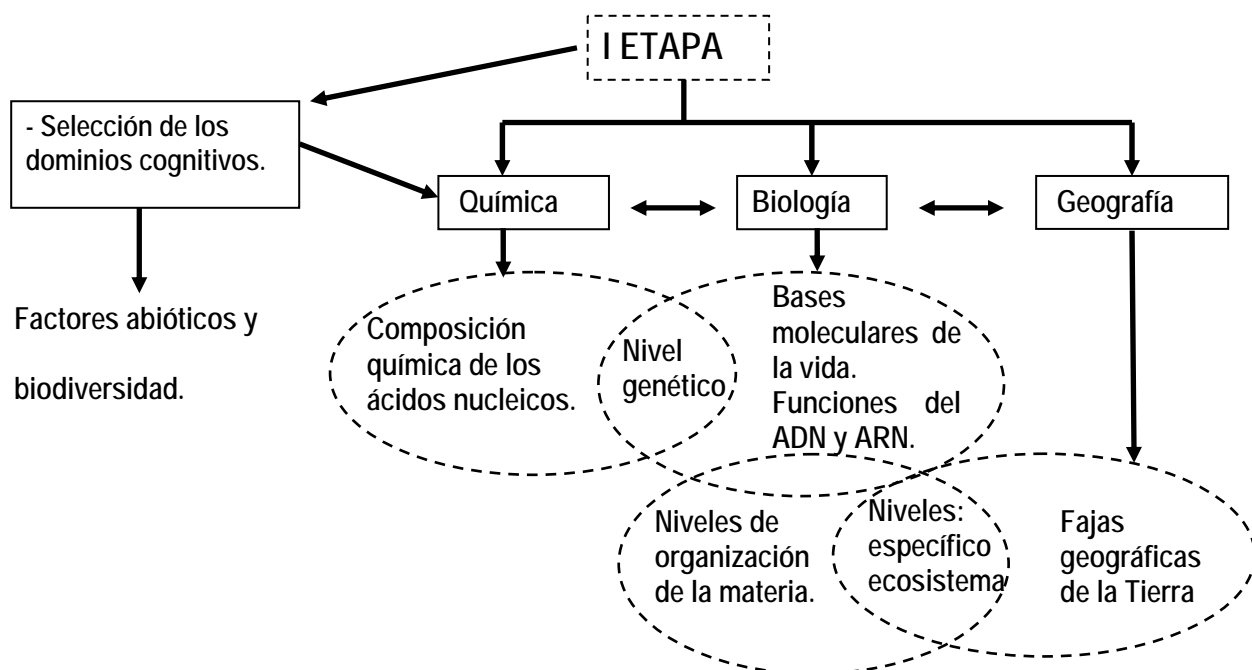 I ETAPA
- Selección de los
dominios cognitivos.
Química
Biología
Geografía
Factores abióticos y
biodiversidad.
Composición
química de los
ácidos nucleicos.
Nivel
genético
Bases
moleculares de
la vida.
Funciones del
ADN y ARN.
Niveles de
organización
de la materia.
Niveles:
específico
ecosistema
Fajas
geográficas
de la Tierra